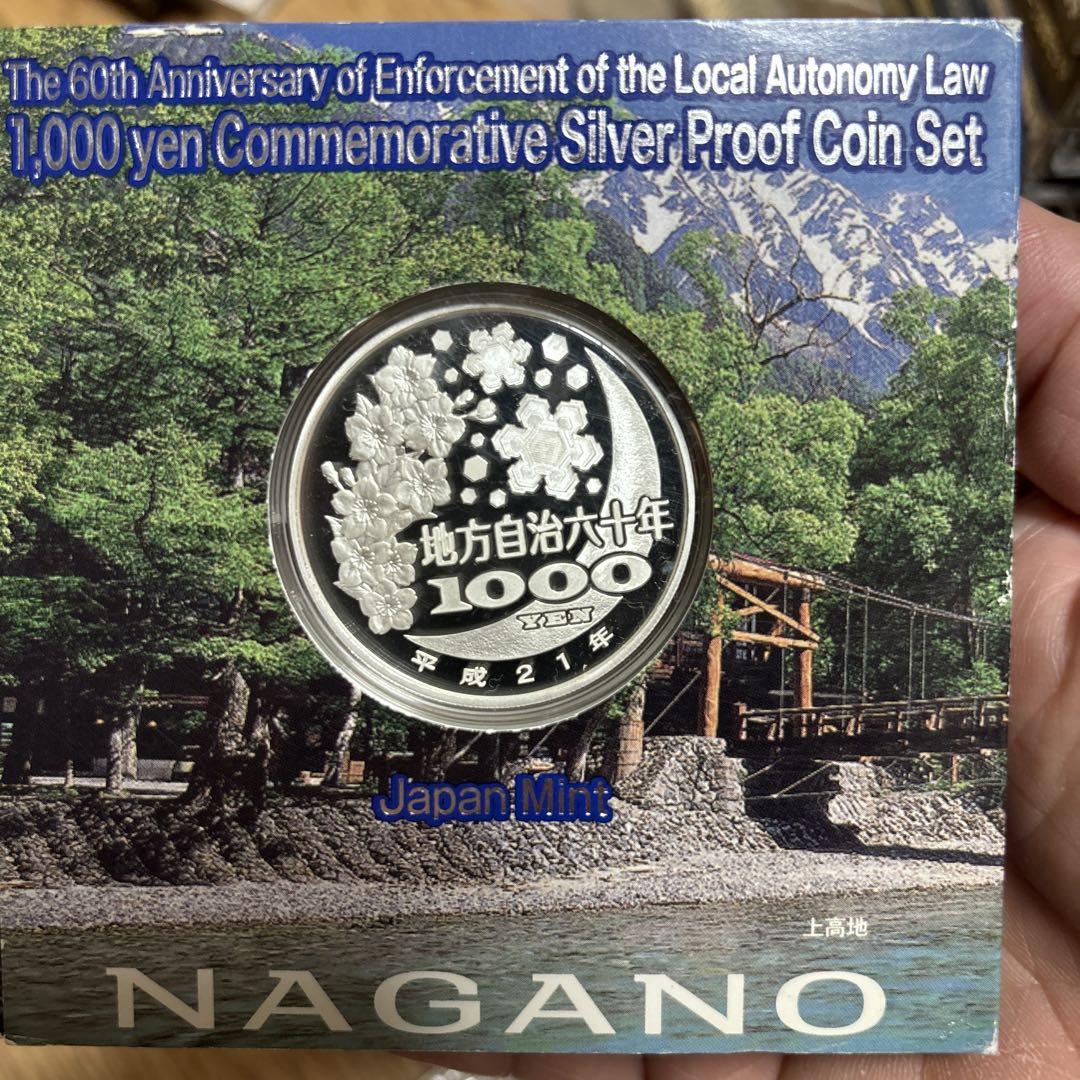 The 60th Anniversary of Enforcement of the Local Autonomy Law
1,000 yen Commemorative Silver Proof Coin Set
地方自治六十年
1000
YEN
平成21年
Japan Mint
上高地
NAGANO